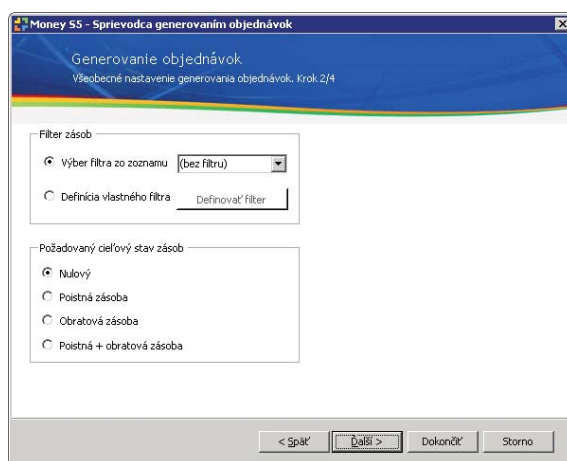 Money S5 - Sprievodca generovaním objednávok
Generovanie objednávok
Všeobecné nastavenie generovania objednávok. Krok 2/4
Filter zásob
Výber filtra zo zoznamu (bez filtru)
Definícia vlastného filtra Definovať filter
Požadovaný cieľový stav zásob
Nulový
Poistná zásoba
Obratová zásoba
Poistná + obratová zásoba
< Späť Ďalší > Dokončiť Storno